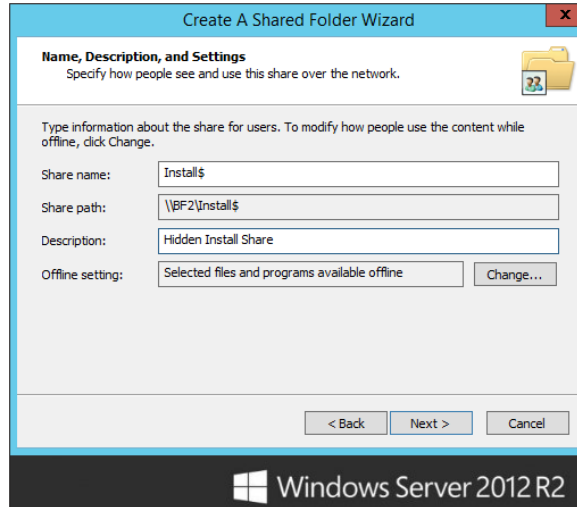 Create A Shared Folder Wizard
x
Name, Description, and Settings
Specify how people see and use this share over the network.
Type information about the share for users. To modify how people use the content while
offline, click Change.
Share name: Install$
Share path: \\BF2\Install$
Description: Hidden Install Share
Offline setting: Selected files and programs available offline Change...
< Back Next > Cancel
Windows Server 2012 R2